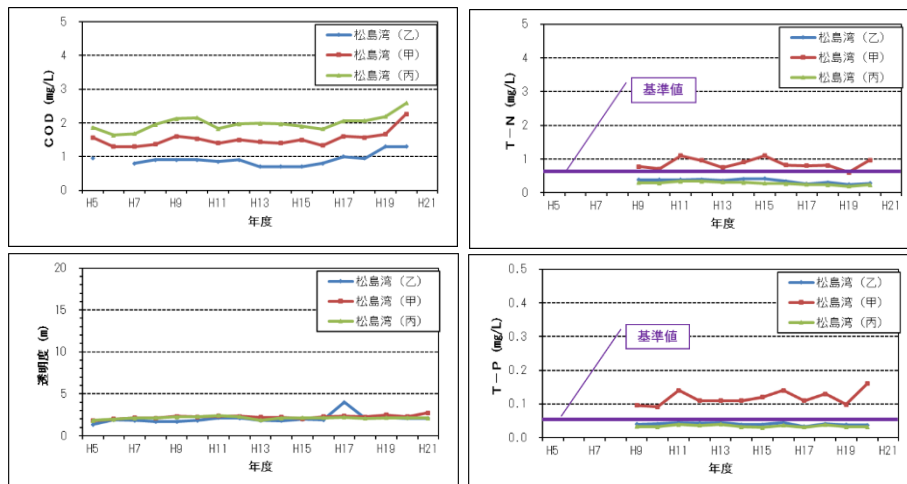 COD (mg/L)
5
4
3
2
1
0
松島湾（乙）
松島湾（甲）
松島湾（丙）
H5 H7 H9 H11 H13 H15 H17 H19 H21
年度
T-N (mg/L)
5
4
3
2
1
0
松島湾（乙）
松島湾（甲）
松島湾（丙）
基準値
H5 H7 H9 H11 H13 H15 H17 H19 H21
年度
透明度 (m)
20
15
10
5
0
松島湾（乙）
松島湾（甲）
松島湾（丙）
H5 H7 H9 H11 H13 H15 H17 H19 H21
年度
T-P (mg/L)
0.5
0.4
0.3
0.2
0.1
0.0
松島湾（乙）
松島湾（甲）
松島湾（丙）
基準値
H5 H7 H9 H11 H13 H15 H17 H19 H21
年度